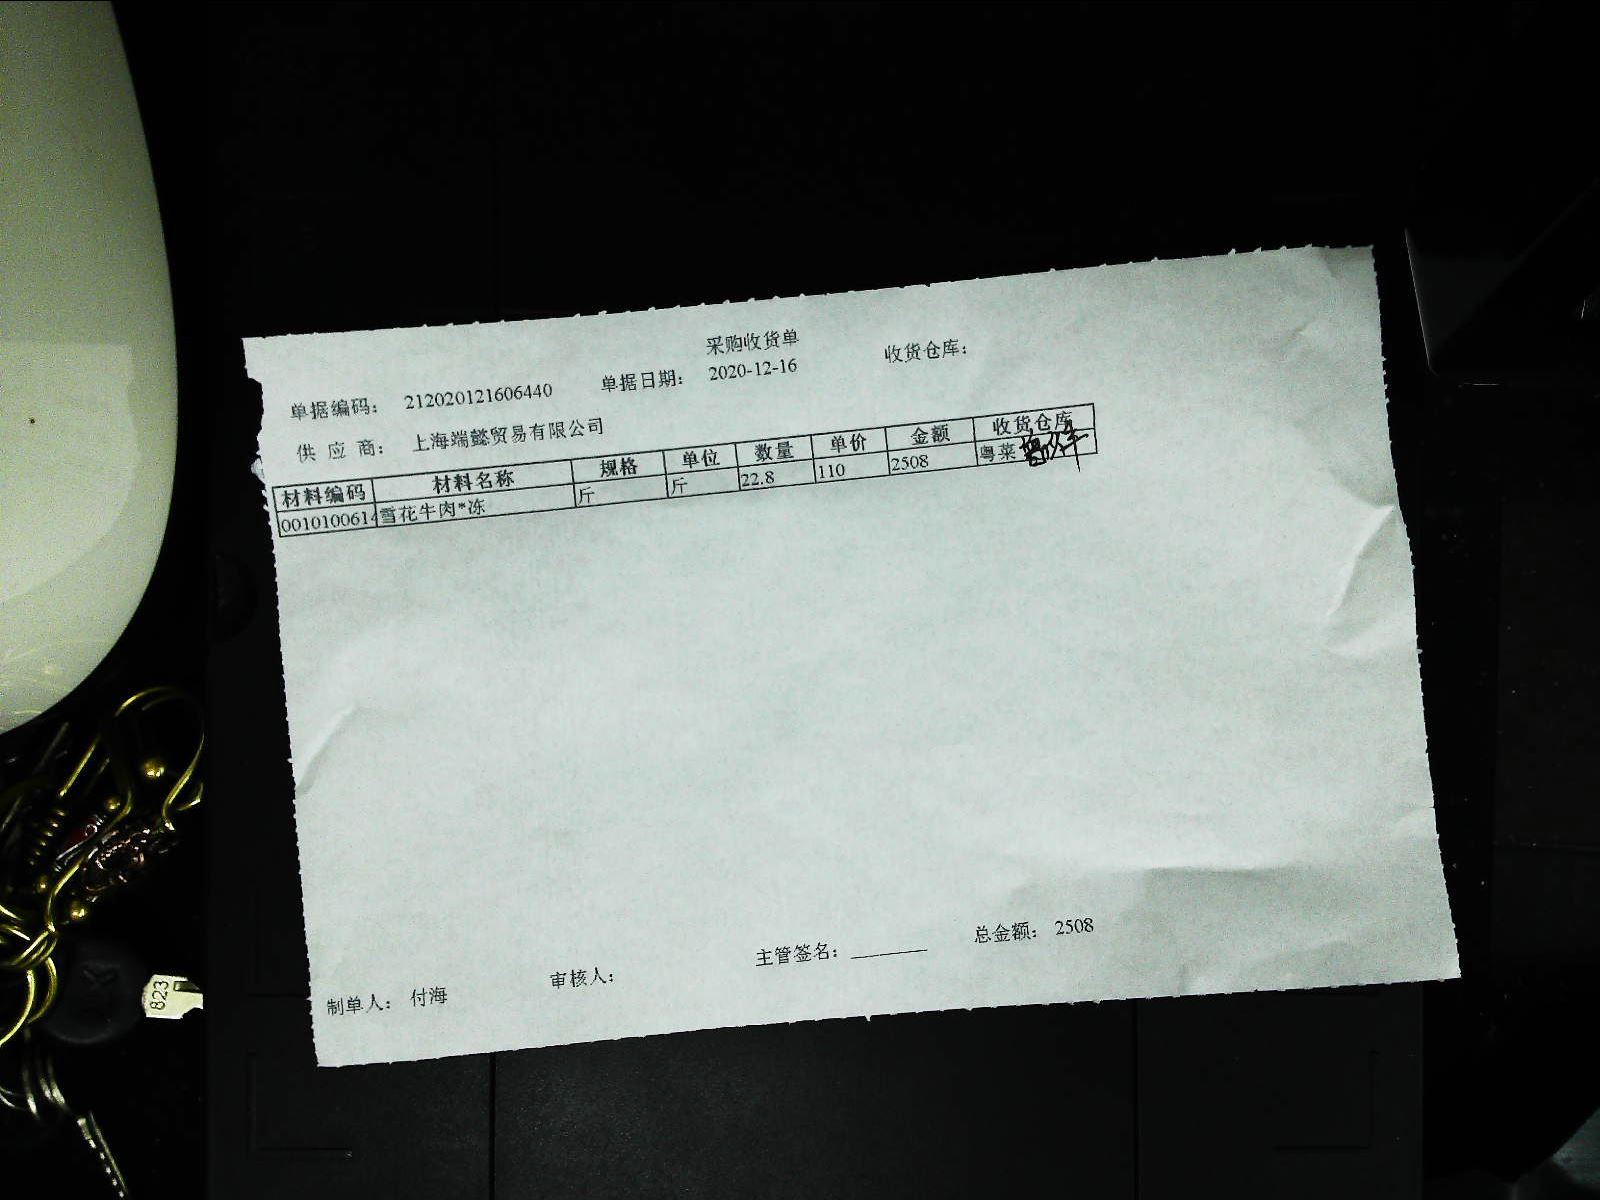 采购收货单
单据编码： 212020121606440 单据日期： 2020-12-16 收货仓库：
供 应 商： 上海端懿贸易有限公司
材料编码 材料名称 规格 单位 数量 单价 金额 收货仓库
0010100614 雪花牛肉*冻 斤 斤 22.8 110 2508 粤菜
制单人： 付海 审核人： 主管签名： 总金额： 2508
823